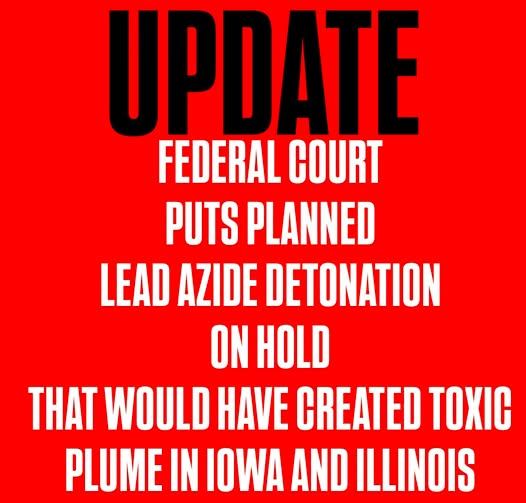 UPDATE
FEDERAL COURT
PUTS PLANNED
LEAD AZIDE DETONATION
ON HOLD
THAT WOULD HAVE CREATED TOXIC
PLUME IN IOWA AND ILLINOIS